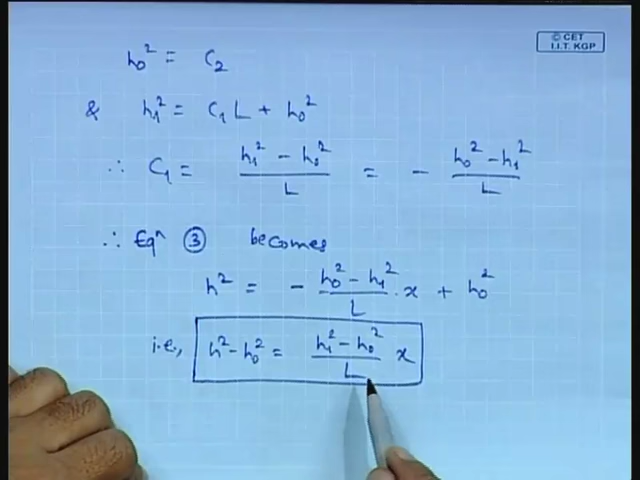 © CET
I.I.T. KGP
h₀² = C₂
& h₁² = C₁ L + h₀²
∴ C₁ = (h₁² - h₀²)/L = - (h₀² - h₁²)/L
∴ Eqⁿ ③ becomes
h² = - (h₀² - h₁²)/L . x + h₀²
i.e., h² - h₀² = (h₁² - h₀²)/L x